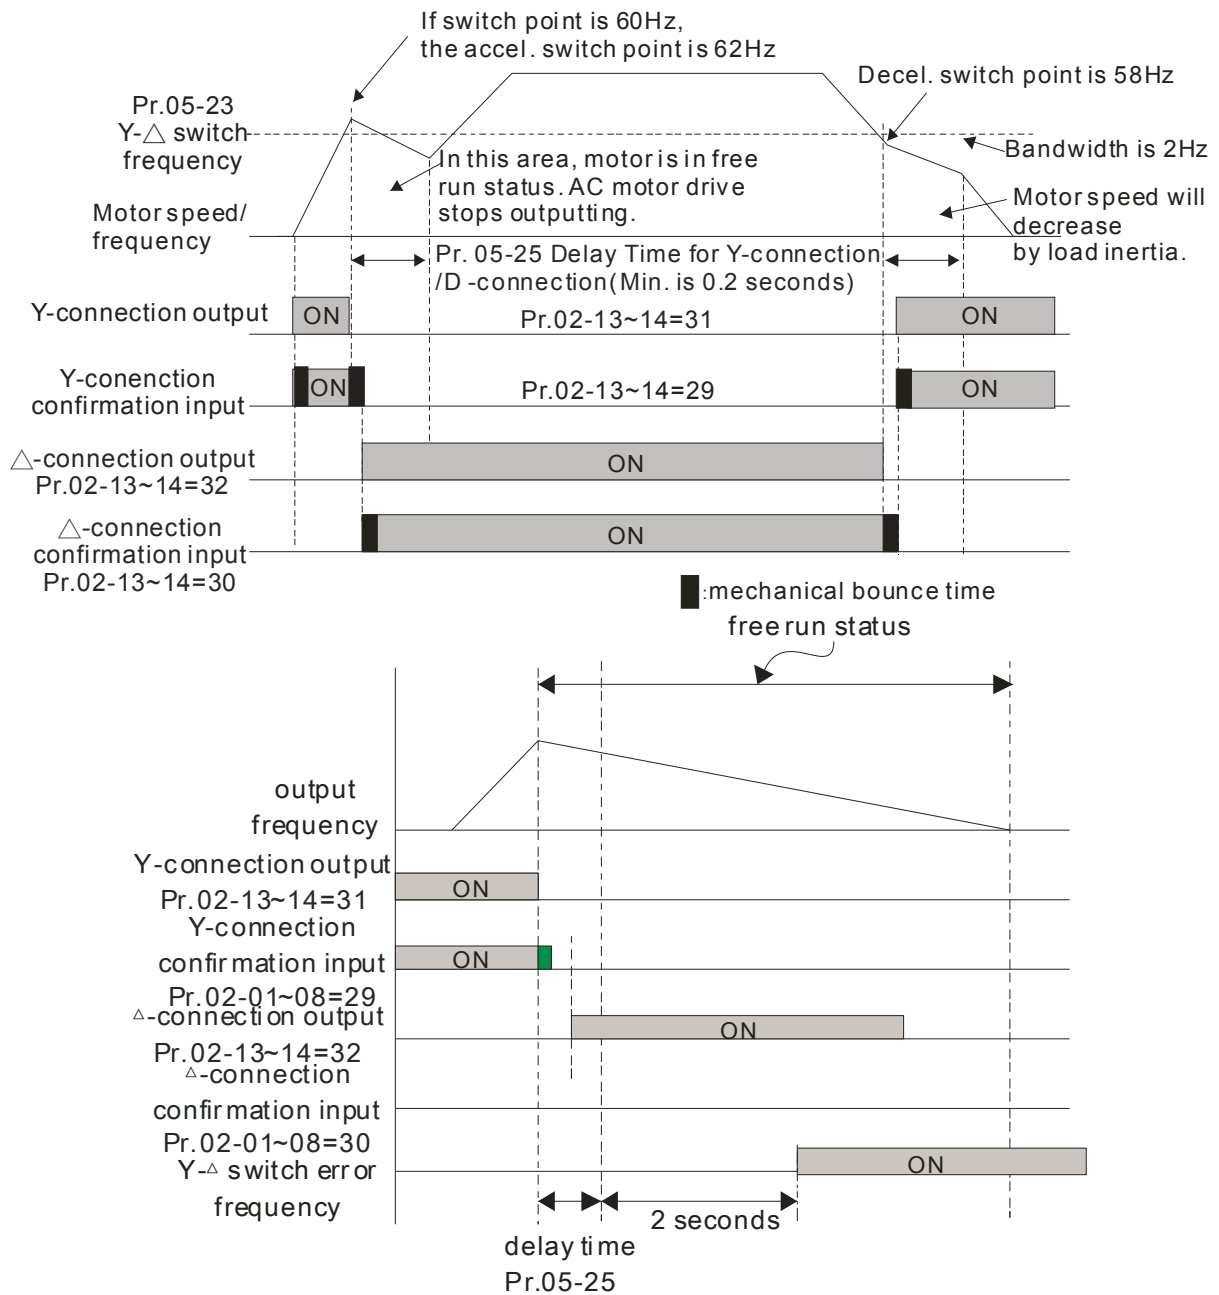 If switch point is 60Hz,
the accel. switch point is 62Hz
Decel. switch point is 58Hz
Pr.05-23
Y-△ switch
frequency
Bandwidth is 2Hz
In this area, motor is in free
run status. AC motor drive
stops outputting.
Motor speed will
decrease
by load inertia.
Motor speed/
frequency
Pr. 05-25 Delay Time for Y-connection
/D -connection(Min. is 0.2 seconds)
Y-connection output
ON
Pr.02-13~14=31
ON
Y-conenction
confirmation input
ON
Pr.02-13~14=29
ON
△-connection output
Pr.02-13~14=32
ON
△-connection
confirmation input
Pr.02-13~14=30
ON
:mechanical bounce time
free run status
output
frequency
Y-connection output
Pr.02-13~14=31
ON
Y-connection
confirmation input
Pr.02-01~08=29
ON
△-connection output
Pr.02-13~14=32
ON
△-connection
confirmation input
Pr.02-01~08=30
Y-△ switch error
frequency
ON
2 seconds
delay time
Pr.05-25